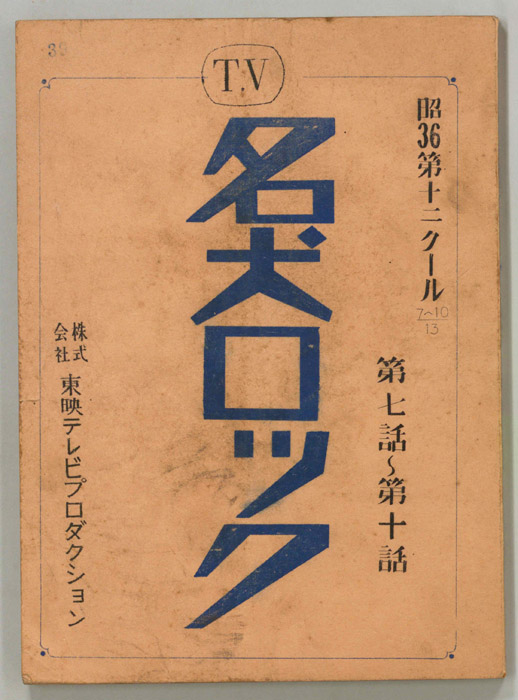 39
T.V
昭36第十二クール
7~10
13
第七話~第十話
名犬ロック
株式会社 東映テレビプロダクション